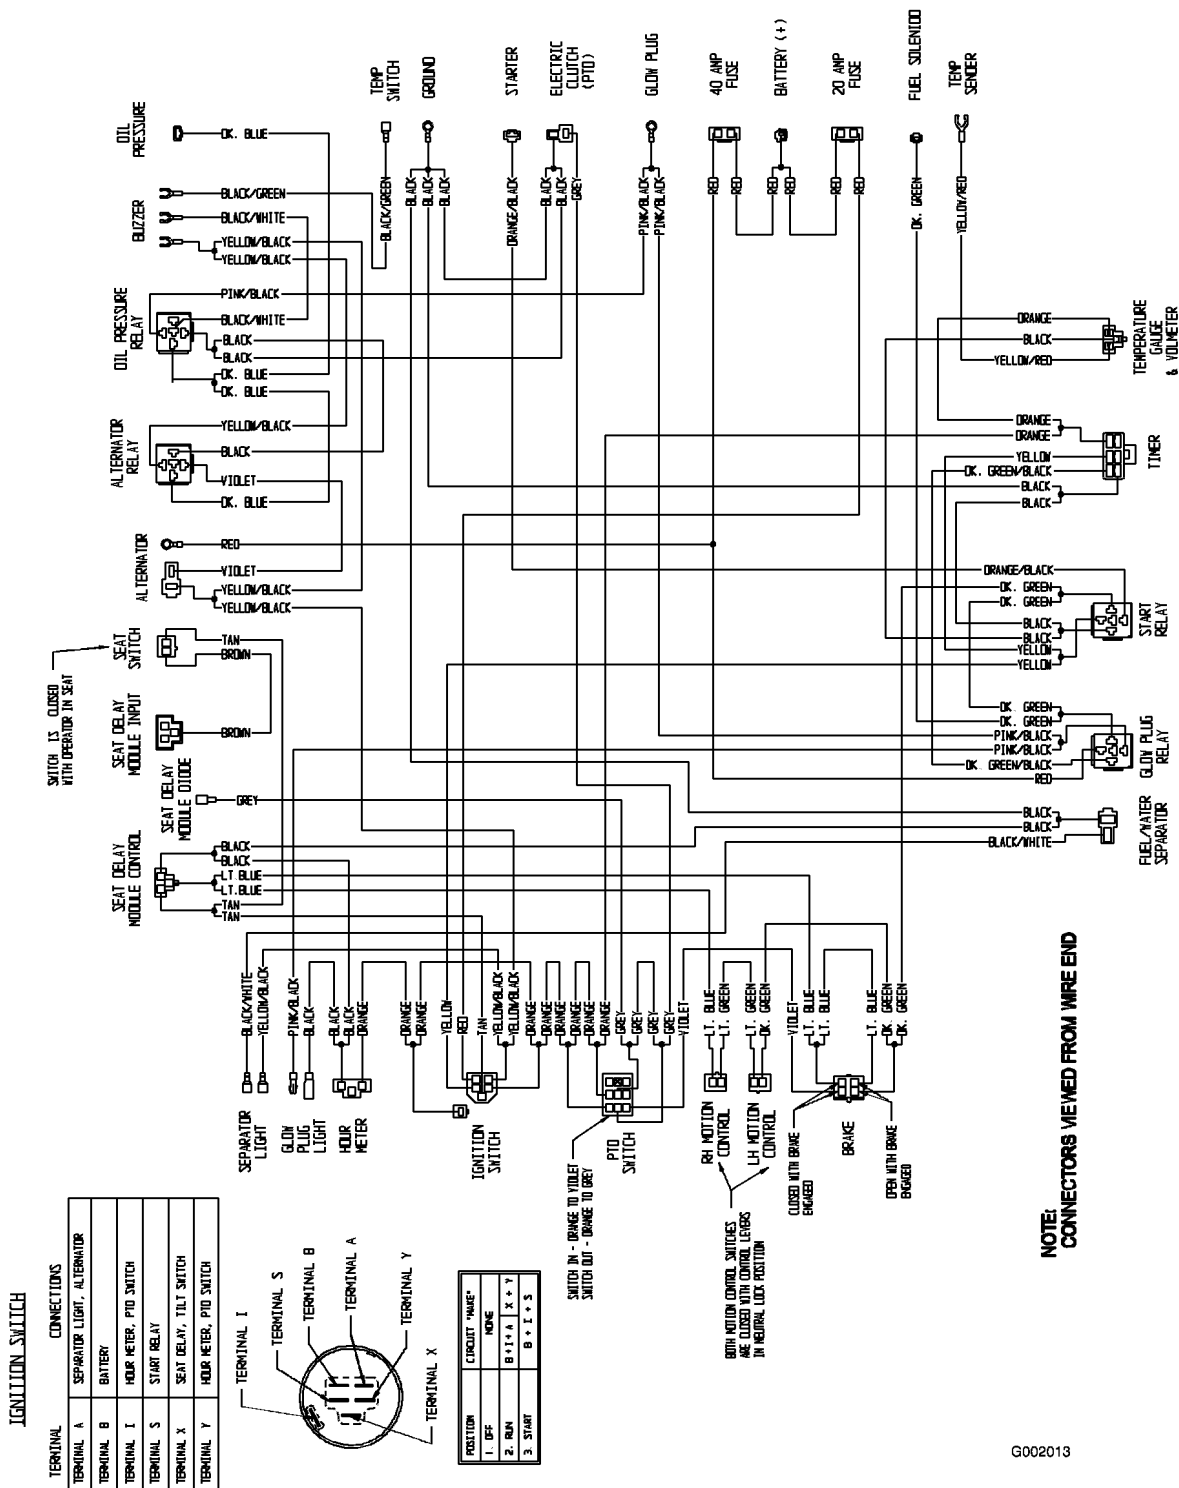 OIL PRESSURE
BUZZER
OIL PRESSURE RELAY
ALTERNATOR RELAY
ALTERNATOR
SEAT SWITCH
SWITCH IS CLOSED
WITH OPERATOR IN SEAT
SEAT DELAY
MODULE INPUT
SEAT DELAY
MODULE DIODE
SEAT DELAY
MODULE CONTROL
TEMP SWITCH
GROUND
STARTER
ELECTRIC
CLUTCH
(PTO)
GLOW PLUG
40 AMP
FUSE
BATTERY (+)
20 AMP
FUSE
FUEL SOLENIOD
TEMP
SENDER
DK. BLUE
BLACK/GREEN
BLACK/WHITE
YELLOW/BLACK
YELLOW/BLACK
PINK/BLACK
BLACK/WHITE
BLACK
BLACK
DK. BLUE
DK. BLUE
YELLOW/BLACK
BLACK
VIOLET
DK. BLUE
RED
VIOLET
YELLOW/BLACK
YELLOW/BLACK
TAN
BROWN
BROWN
GREY
BLACK
BLACK
LT.BLUE
LT.BLUE
TAN
TAN
BLACK/GREEN
BLACK
BLACK
BLACK
ORANGE/BLACK
BLACK
BLACK
GREY
PINK/BLACK
PINK/BLACK
RED
RED
RED
RED
RED
RED
DK. GREEN
YELLOW/RED
ORANGE
BLACK
YELLOW/RED
TEMPERATURE
GAUGE
& VOLMETER
ORANGE
ORANGE
YELLOW
DK. GREEN/BLACK
BLACK
BLACK
TIMER
ORANGE/BLACK
DK. GREEN
DK. GREEN
BLACK
BLACK
YELLOW
YELLOW
START
RELAY
DK. GREEN
DK. GREEN
PINK/BLACK
PINK/BLACK
DK GREEN/BLACK
RED
GLOW PLUG
RELAY
BLACK
BLACK
BLACK/WHITE
FUEL/WATER
SEPARATOR
BLACK/WHITE
YELLOW/BLACK
PINK/BLACK
BLACK
BLACK
BLACK
ORANGE
ORANGE
ORANGE
YELLOW
RED
TAN
YELLOW/BLACK
YELLOW/BLACK
ORANGE
ORANGE
ORANGE
ORANGE
ORANGE
ORANGE
GREY
GREY
GREY
GREY
VIOLET
LT. BLUE
LT. GREEN
LT. GREEN
DK. GREEN
VIOLET
LT. BLUE
LT. BLUE
LT. BLUE
DK. GREEN
DK. GREEN
SEPARATOR
LIGHT
GLOW
PLUG
LIGHT
HOUR
METER
IGNITION
SWITCH
PTO
SWITCH
SWITCH IN - ORANGE TO VIOLET
SWITCH OUT - ORANGE TO GREY
RH MOTION
CONTROL
LH MOTION
CONTROL
BOTH MOTION CONTROL SWITCHES
ARE CLOSED WITH CONTROL LEVERS
IN NEUTRAL LOCK POSITION
CLOSED WITH BRAKE
ENGAGED
BRAKE
OPEN WITH BRAKE
ENGAGED
NOTE:
CONNECTORS VIEWED FROM WIRE END
IGNITION SWITCH
TERMINAL CONNECTIONS
TERMINAL A SEPARATOR LIGHT, ALTERNATOR
TERMINAL B BATTERY
TERMINAL I HOUR METER, PTO SWITCH
TERMINAL S START RELAY
TERMINAL X SEAT DELAY, TILT SWITCH
TERMINAL Y HOUR METER, PTO SWITCH
TERMINAL I
TERMINAL S
TERMINAL B
TERMINAL A
TERMINAL Y
TERMINAL X
POSITION CIRCUIT "MAKE"
1. OFF NONE
2. RUN B+I+A X + Y
3. START B + I + S
G002013